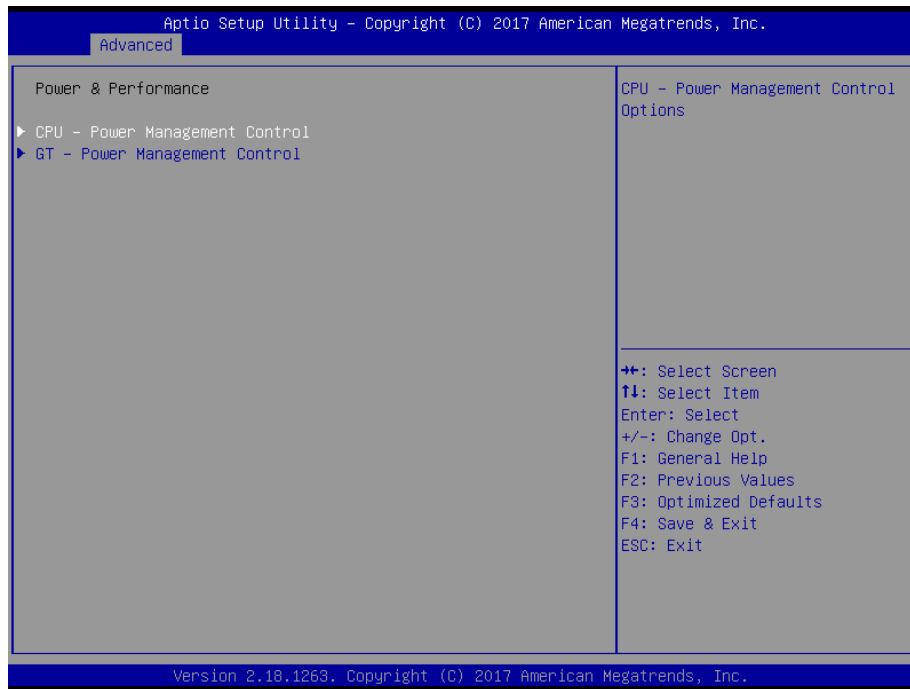 Aptio Setup Utility – Copyright (C) 2017 American Megatrends, Inc.
Advanced
Power & Performance
▶ CPU – Power Management Control
▶ GT – Power Management Control
CPU – Power Management Control
Options
→←: Select Screen
↑↓: Select Item
Enter: Select
+/-: Change Opt.
F1: General Help
F2: Previous Values
F3: Optimized Defaults
F4: Save & Exit
ESC: Exit
Version 2.18.1263. Copyright (C) 2017 American Megatrends, Inc.